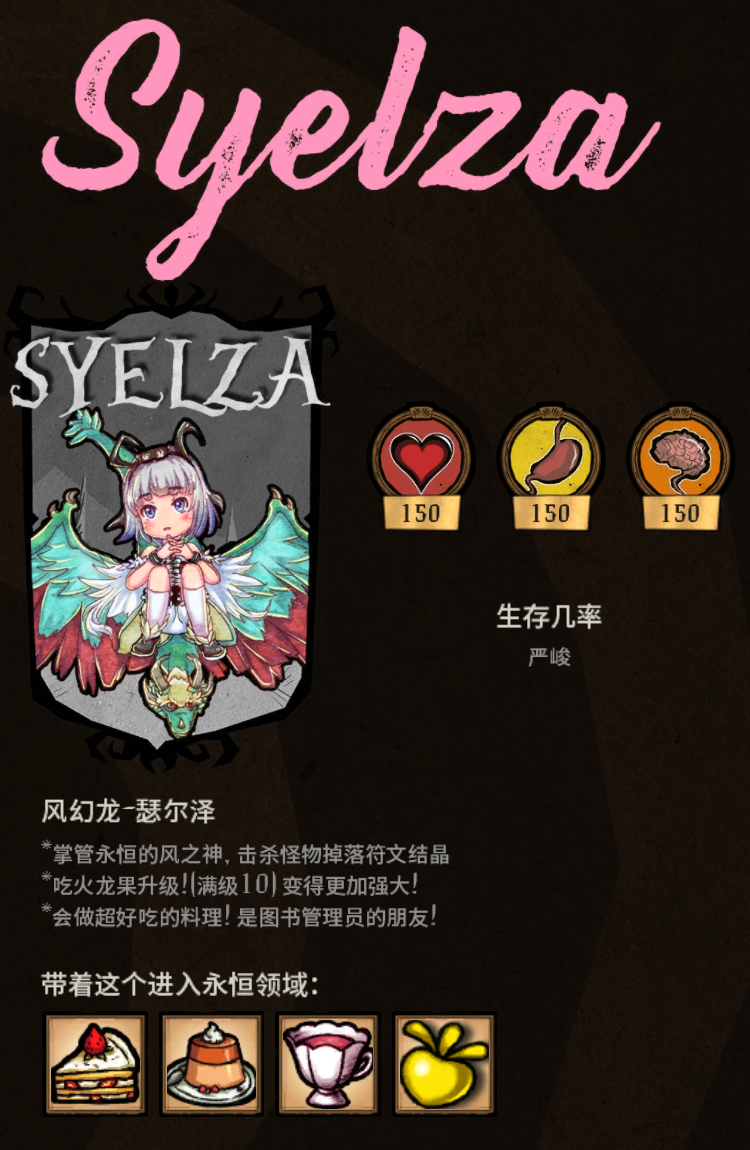 Syelza
SYELZA
150 150 150
生存几率
严峻
风幻龙-瑟尔泽
*掌管永恒的风之神, 击杀怪物掉落符文结晶
*吃火龙果升级!(满级10) 变得更加强大!
*会做超好吃的料理! 是图书管理员的朋友!
带着这个进入永恒领域: